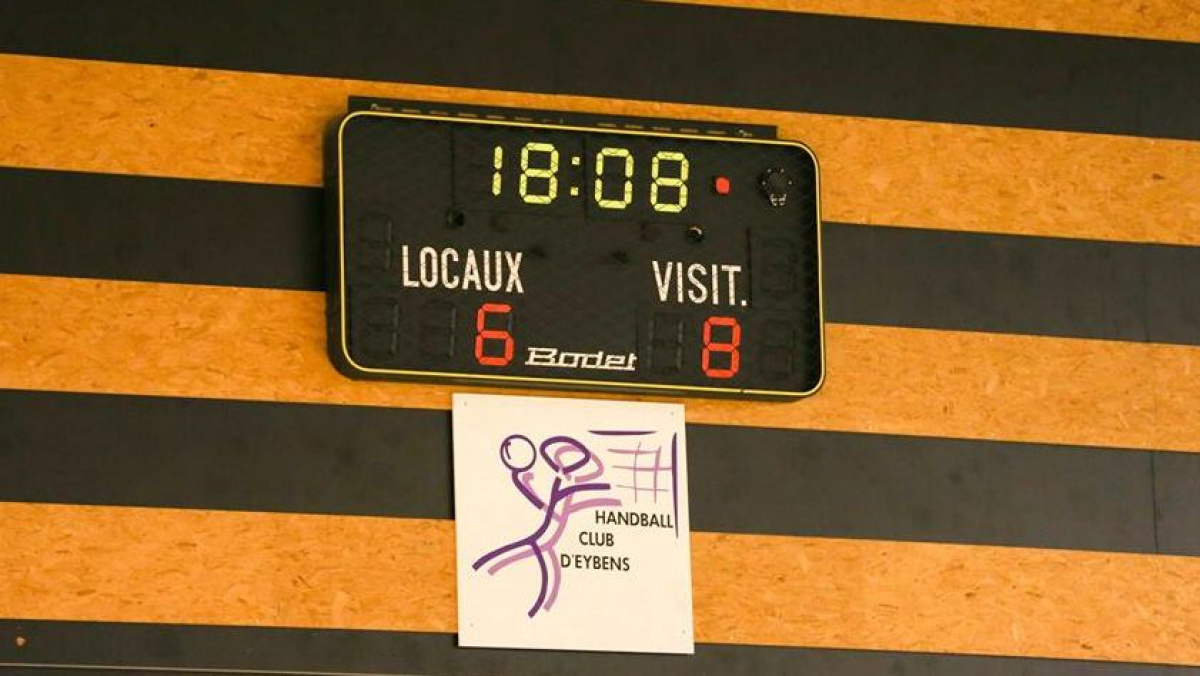 18:08
LOCAUX VISIT.
6 Bodet 8
HANDBALL
CLUB
D'EYBENS